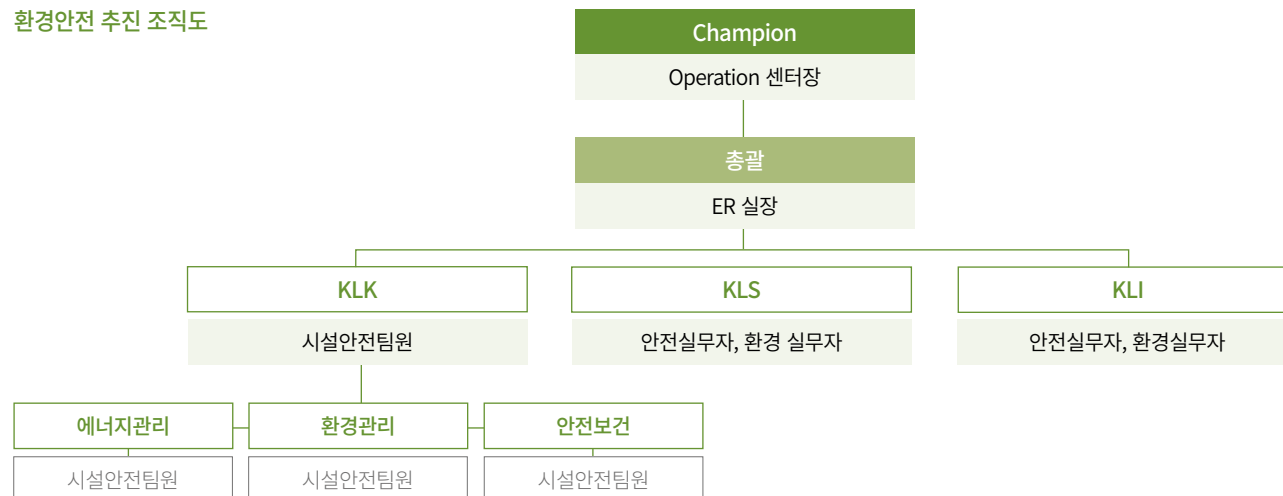 환경안전 추진 조직도
Champion
Operation 센터장
총괄
ER 실장
KLK
KLS
KLI
시설안전팀원
안전실무자, 환경 실무자
안전실무자, 환경실무자
에너지관리
환경관리
안전보건
시설안전팀원
시설안전팀원
시설안전팀원